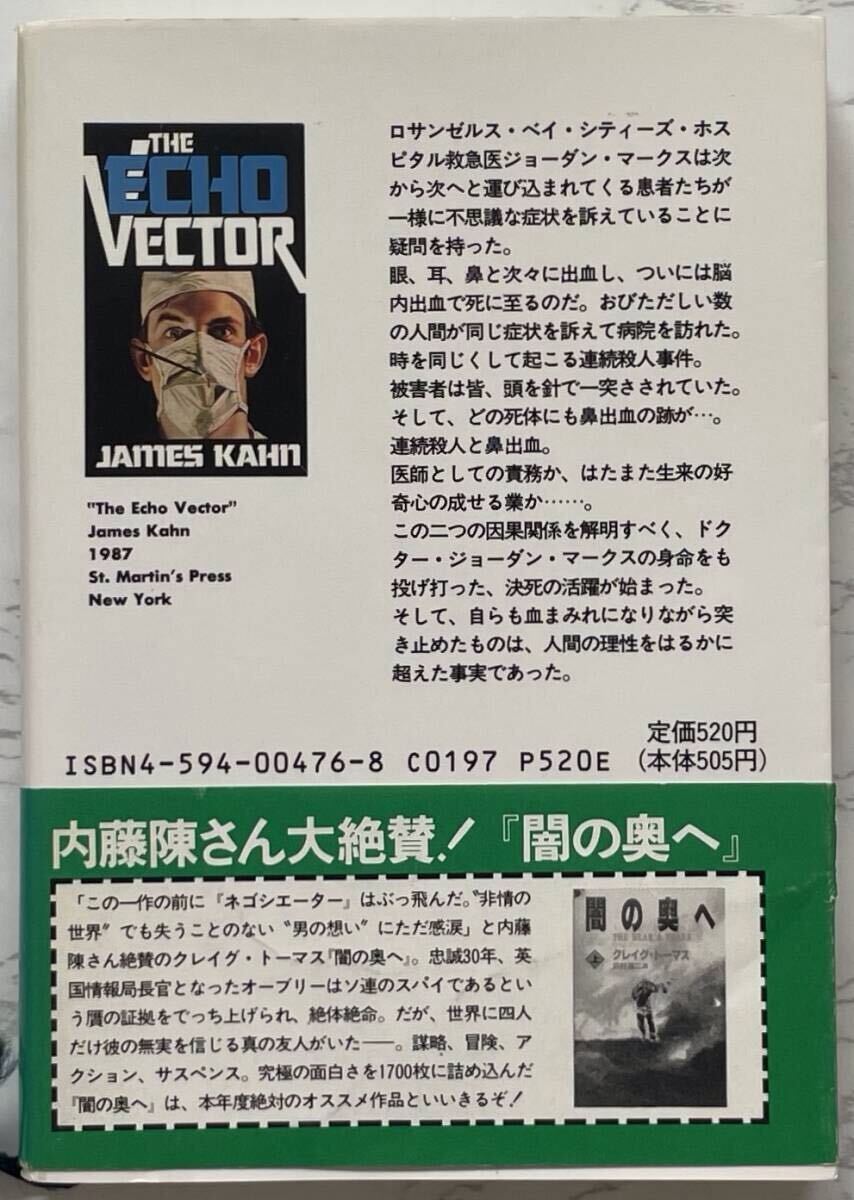 THE
ECHO
VECTOR
JAMES KAHN
"The Echo Vector"
James Kahn
1987
St. Martin's Press
New York
ロサンゼルス・ベイ・シティーズ・ホス
ピタル救急医ジョーダン・マークスは次
から次へと運び込まれてくる患者たちが
一様に不思議な症状を訴えていることに
疑問を持った。
眼、耳、鼻と次々に出血し、ついには脳
内出血で死に至るのだ。おびただしい数
の人間が同じ症状を訴えて病院を訪れた。
時を同じくして起こる連続殺人事件。
被害者は皆、頭を針で一突きされていた。
そして、どの死体にも鼻出血の跡が…。
連続殺人と鼻出血。
医師としての責務か、はたまた生来の好
奇心の成せる業か……。
この二つの因果関係を解明すべく、ドク
ター・ジョーダン・マークスの身命をも
投げ打った、決死の活躍が始まった。
そして、自らも血まみれになりながら突
き止めたものは、人間の理性をはるかに
超えた事実であった。
定価520円
ISBN4-594-00476-8 C0197 P520E (本体505円)
内藤陳さん大絶賛！『闇の奥へ』
「この一作の前に『ネゴシエーター』はぶっ飛んだ。〝非情の
世界〟でも失うことのない〝男の想い〟にただ感涙」と内藤
陳さん絶賛のクレイグ・トーマス『闇の奥へ』。忠誠30年、英
国情報局長官となったオーブリーはソ連のスパイであるとい
う贋の証拠をでっち上げられ、絶体絶命。だが、世界に四人
だけ彼の無実を信じる真の友人がいた——。謀略、冒険、ア
クション、サスペンス。究極の面白さを1700枚に詰め込んだ
『闇の奥へ』は、本年度絶対のオススメ作品といいきるぞ！
闇の奥へ
THE BEAR'S TEARS
上
クレイグ・トーマス